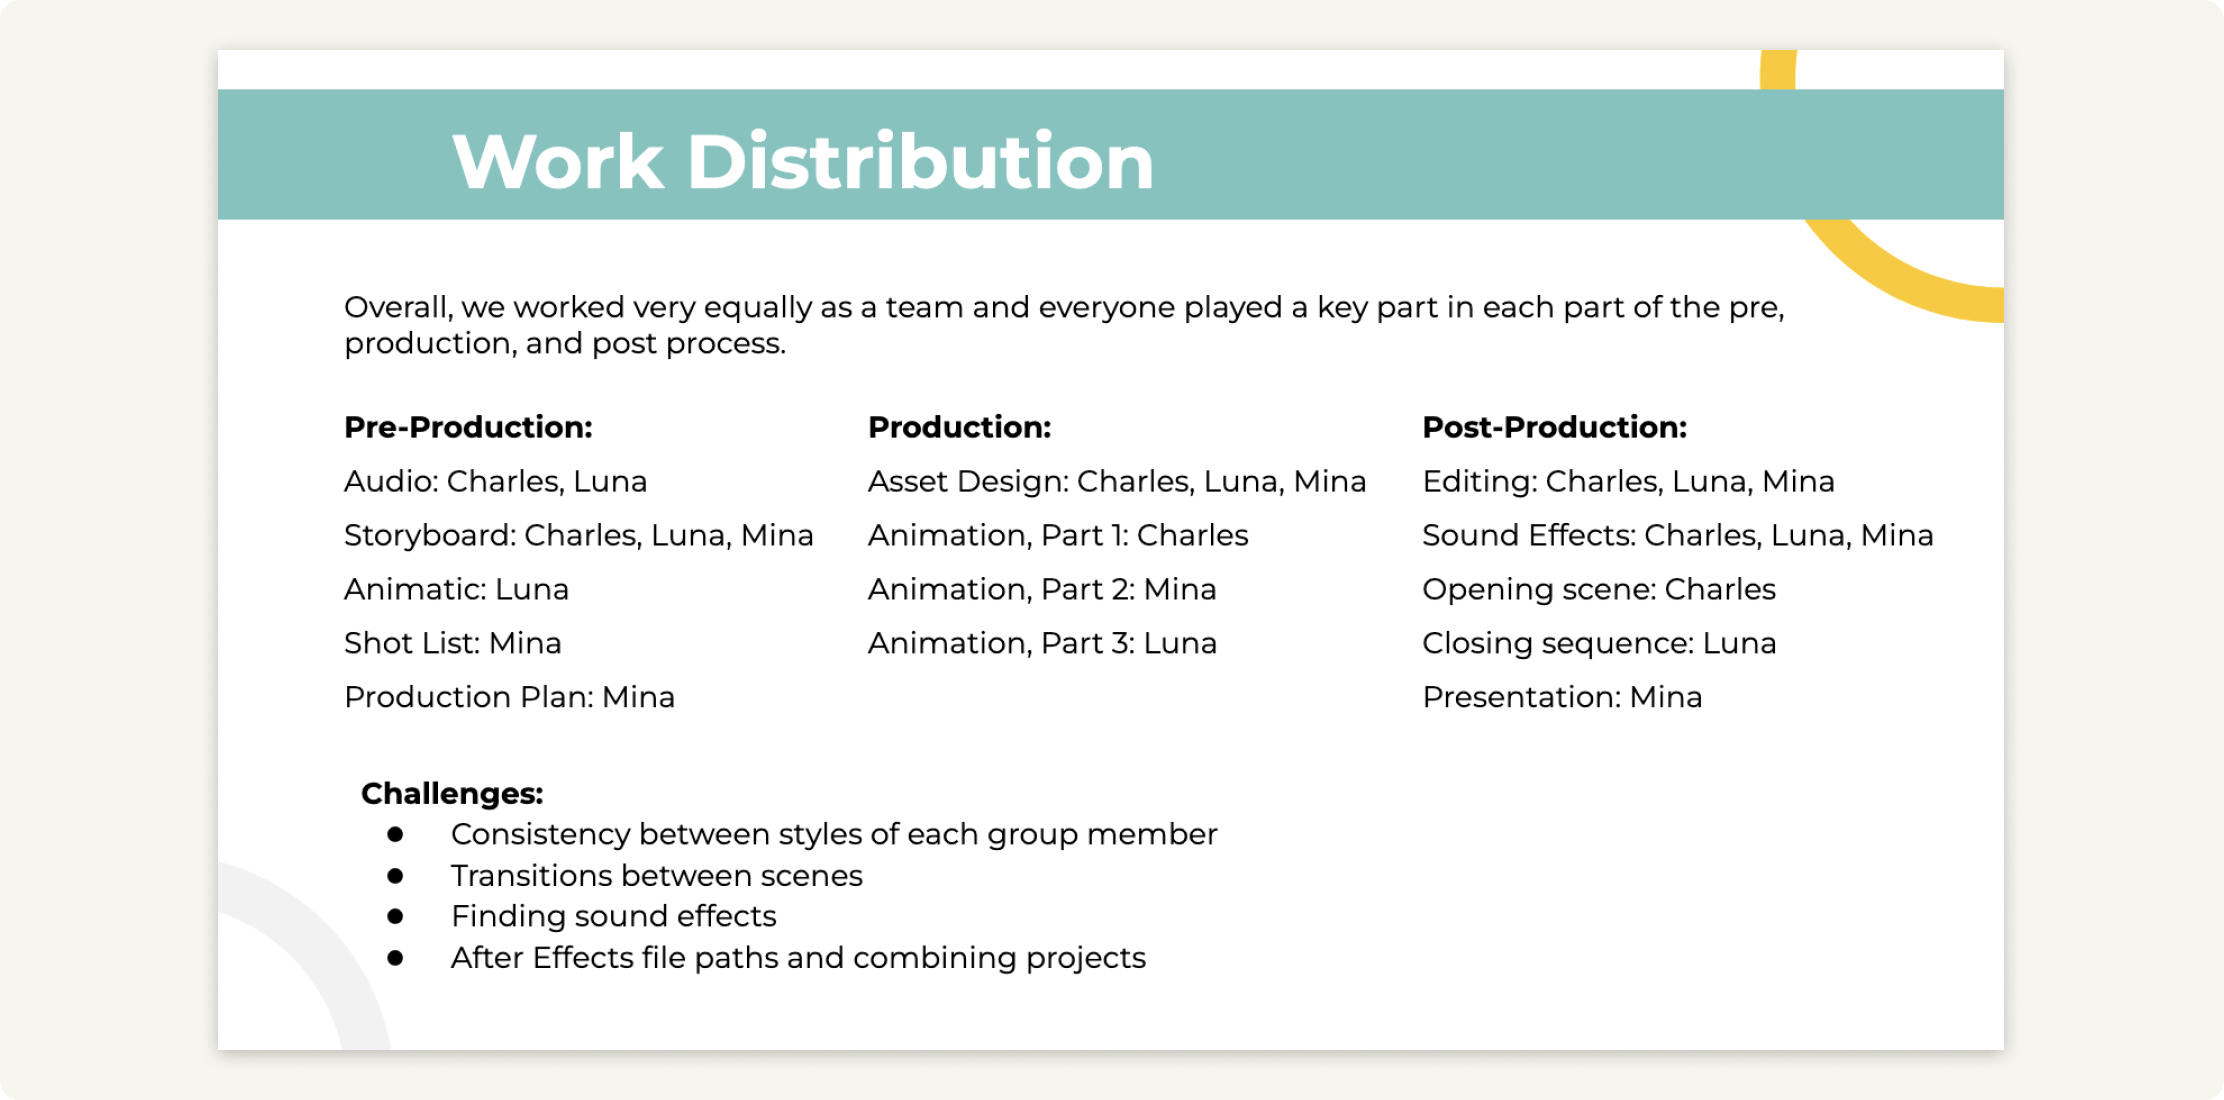 Work Distribution
Overall, we worked very equally as a team and everyone played a key part in each part of the pre,
production, and post process.
Pre-Production:
Audio: Charles, Luna
Storyboard: Charles, Luna, Mina
Animatic: Luna
Shot List: Mina
Production Plan: Mina
Production:
Asset Design: Charles, Luna, Mina
Animation, Part 1: Charles
Animation, Part 2: Mina
Animation, Part 3: Luna
Post-Production:
Editing: Charles, Luna, Mina
Sound Effects: Charles, Luna, Mina
Opening scene: Charles
Closing sequence: Luna
Presentation: Mina
Challenges:
● Consistency between styles of each group member
● Transitions between scenes
● Finding sound effects
● After Effects file paths and combining projects